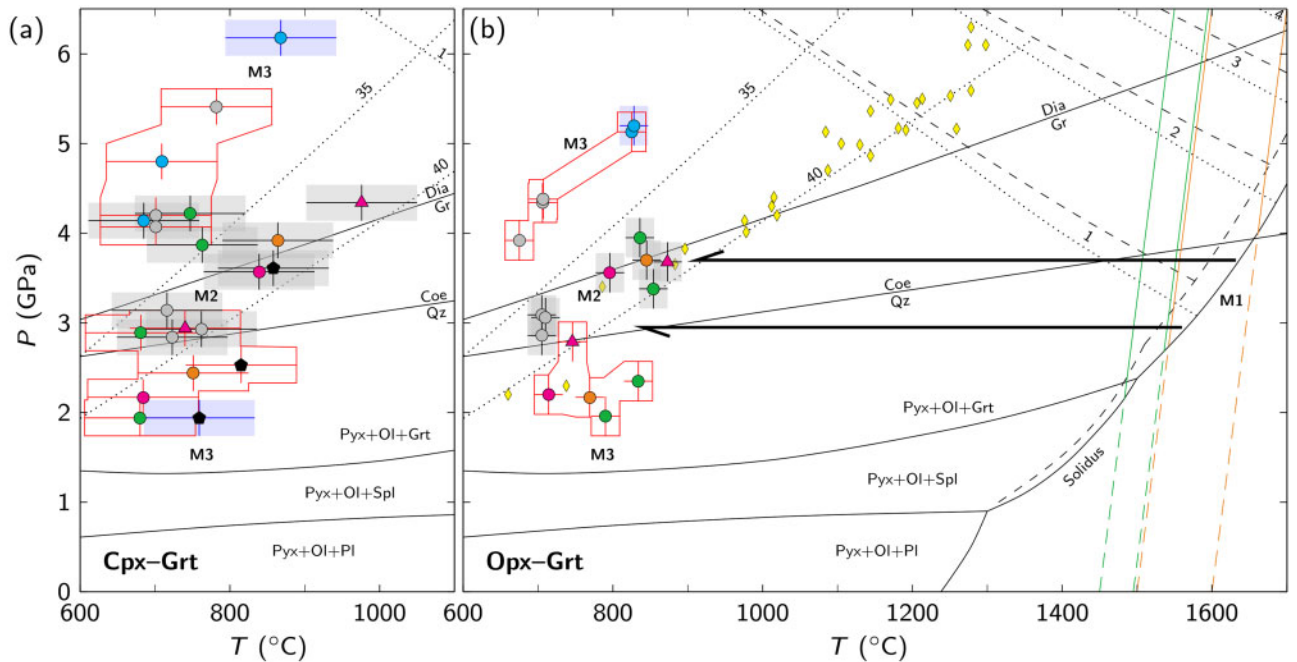 (a)
6
5
4
3
2
1
0
P (GPa)
M3
1
35
40
Dia
Gr
M2
Coe
Qz
Pyx+Ol+Grt
M3
Pyx+Ol+Spl
Pyx+Ol+Pl
Cpx–Grt
600
800
1000
T (°C)
(b)
4
3
35
Dia
Gr
2
M3
40
1
M2
Coe
Qz
M1
Pyx+Ol+Grt
M3
Solidus
Pyx+Ol+Spl
Pyx+Ol+Pl
Opx–Grt
600
800
1000
1200
1400
1600
T (°C)